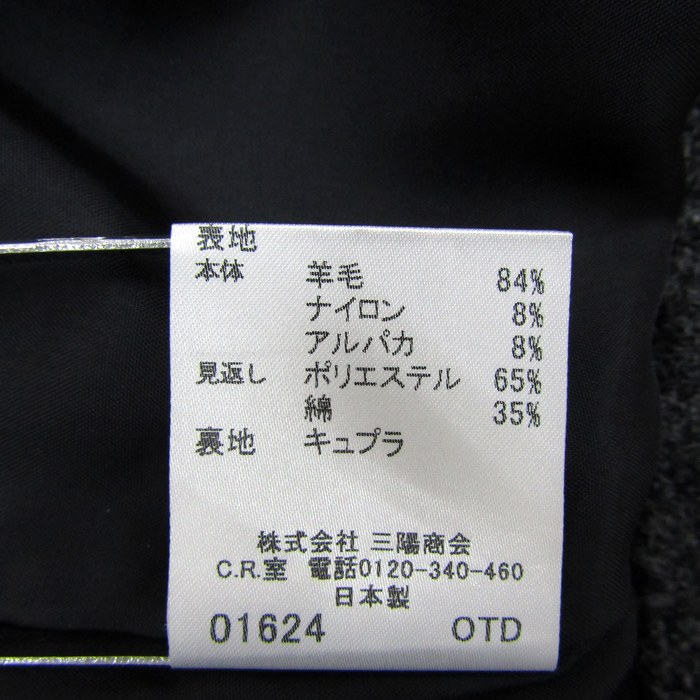 表地
本体 羊毛 84%
ナイロン 8%
アルパカ 8%
見返し ポリエステル 65%
綿 35%
裏地 キュプラ
株式会社 三陽商会
C.R.室 電話0120-340-460
日本製
01624 OTD